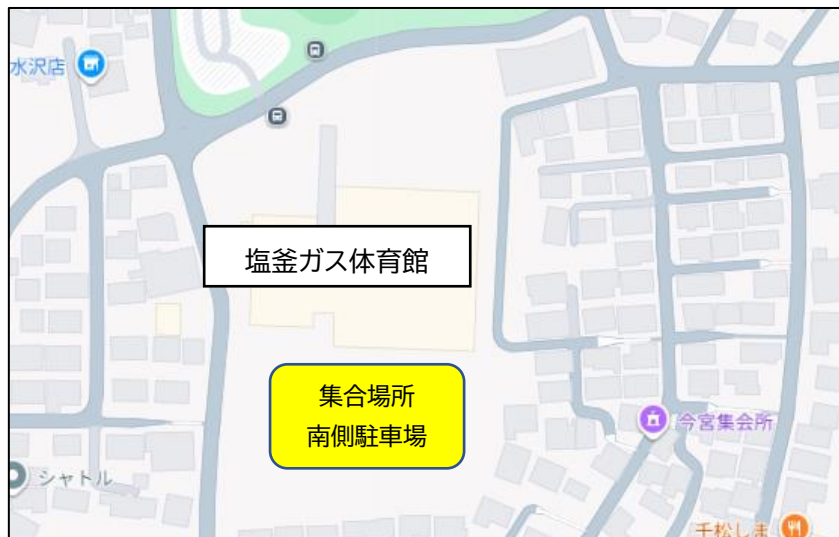 水沢店
塩釜ガス体育館
集合場所
南側駐車場
今宮集会所
シャトル
千松しま